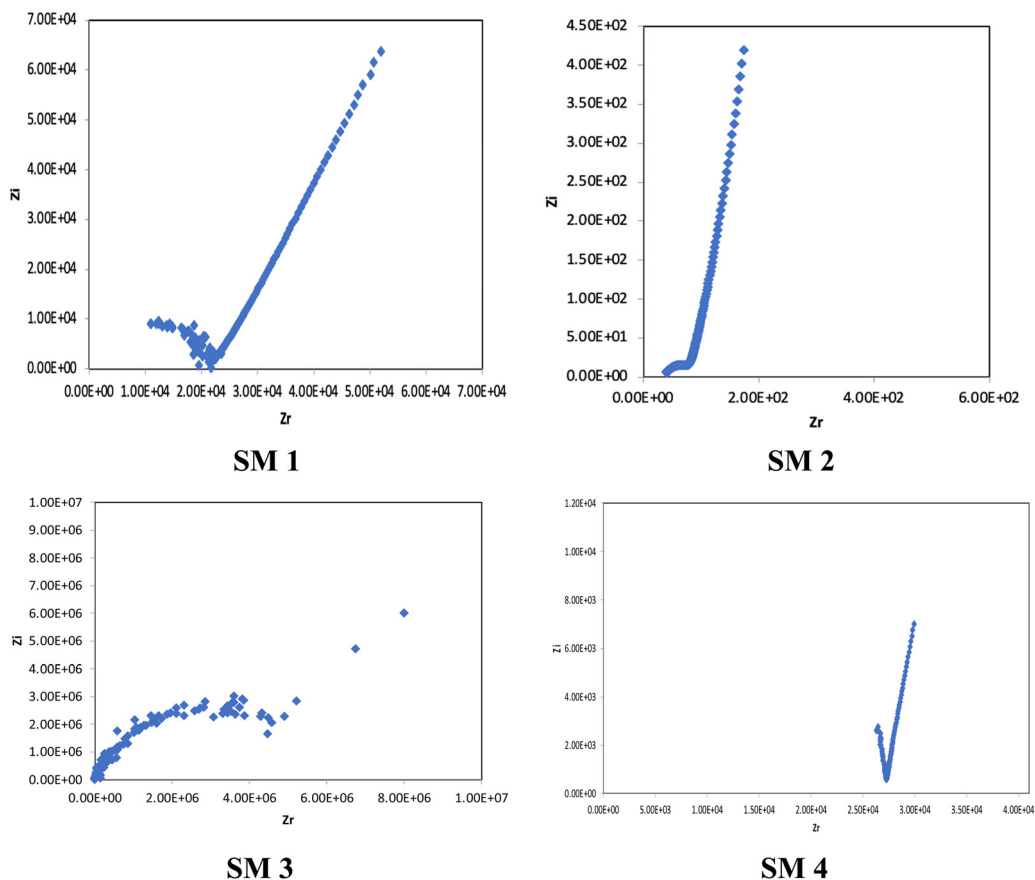 7.00E+04
6.00E+04
5.00E+04
4.00E+04
3.00E+04
2.00E+04
1.00E+04
0.00E+00
Zi
0.00E+00 1.00E+04 2.00E+04 3.00E+04 4.00E+04 5.00E+04 6.00E+04 7.00E+04
Zr
SM 1
4.50E+02
4.00E+02
3.50E+02
3.00E+02
2.50E+02
2.00E+02
1.50E+02
1.00E+02
5.00E+01
0.00E+00
Zi
0.00E+00 2.00E+02 4.00E+02 6.00E+02
Zr
SM 2
1.00E+07
9.00E+06
8.00E+06
7.00E+06
6.00E+06
5.00E+06
4.00E+06
3.00E+06
2.00E+06
1.00E+06
0.00E+00
Zi
0.00E+00 2.00E+06 4.00E+06 6.00E+06 8.00E+06 1.00E+07
Zr
SM 3
1.20E+04
1.00E+04
8.00E+03
6.00E+03
4.00E+03
2.00E+03
0.00E+00
Zi
0.00E+00 5.00E+03 1.00E+04 1.50E+04 2.00E+04 2.50E+04 3.00E+04 3.50E+04 4.00E+04
Zr
SM 4